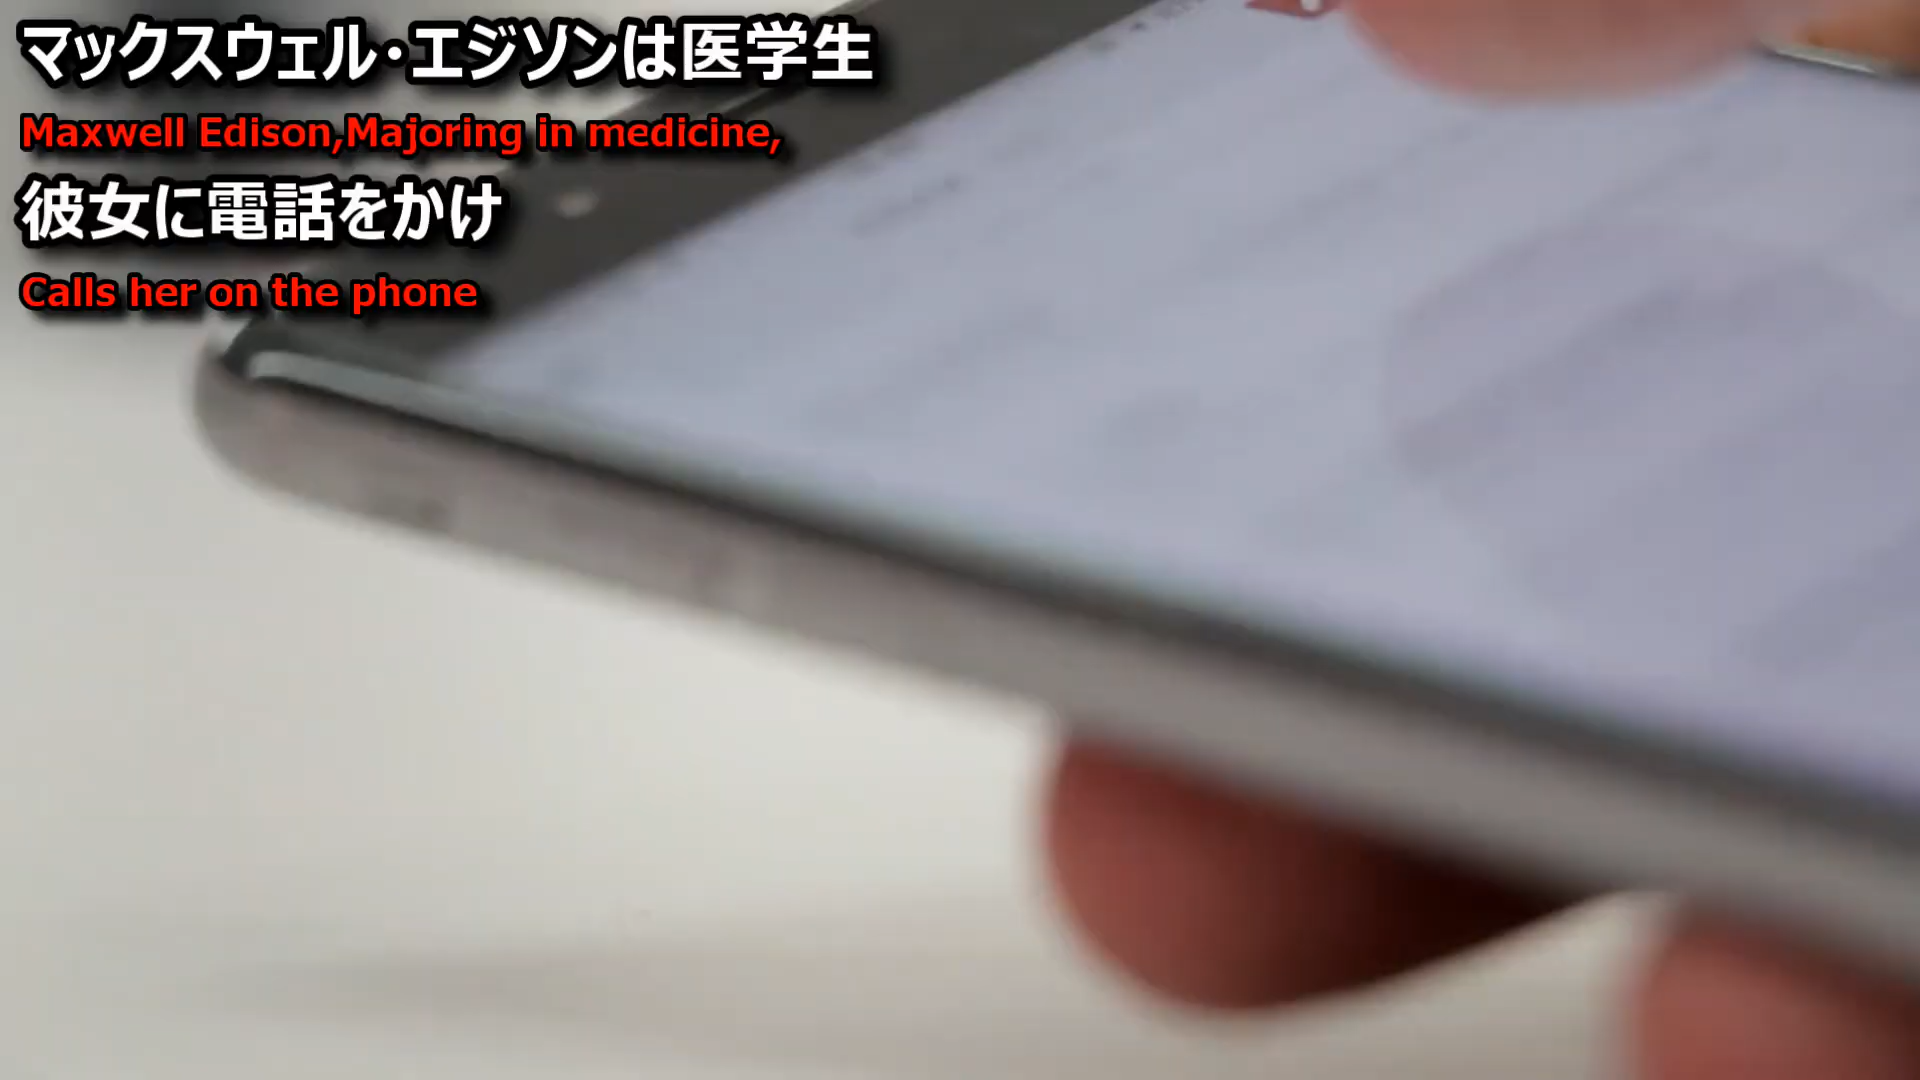 マックスウェル・エジソンは医学生
Maxwell Edison,Majoring in medicine,
彼女に電話をかけ
Calls her on the phone